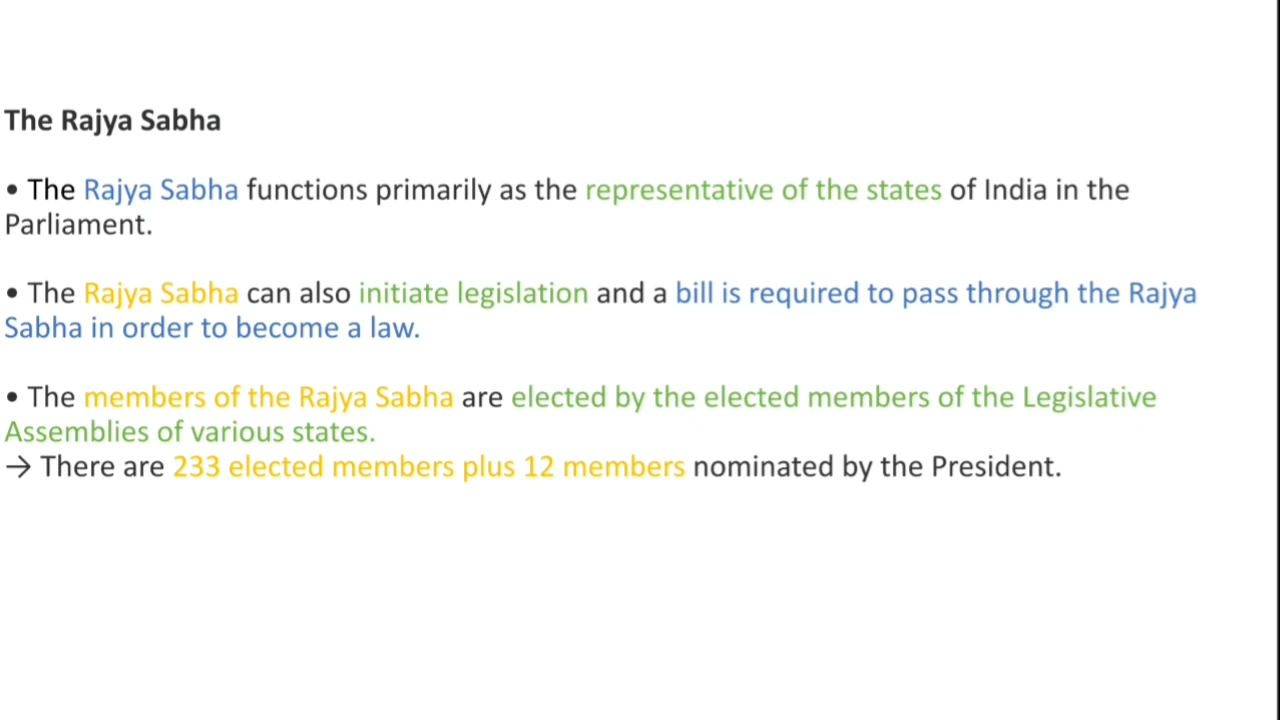 The Rajya Sabha
• The Rajya Sabha functions primarily as the representative of the states of India in the
Parliament.
• The Rajya Sabha can also initiate legislation and a bill is required to pass through the Rajya
Sabha in order to become a law.
• The members of the Rajya Sabha are elected by the elected members of the Legislative
Assemblies of various states.
→ There are 233 elected members plus 12 members nominated by the President.